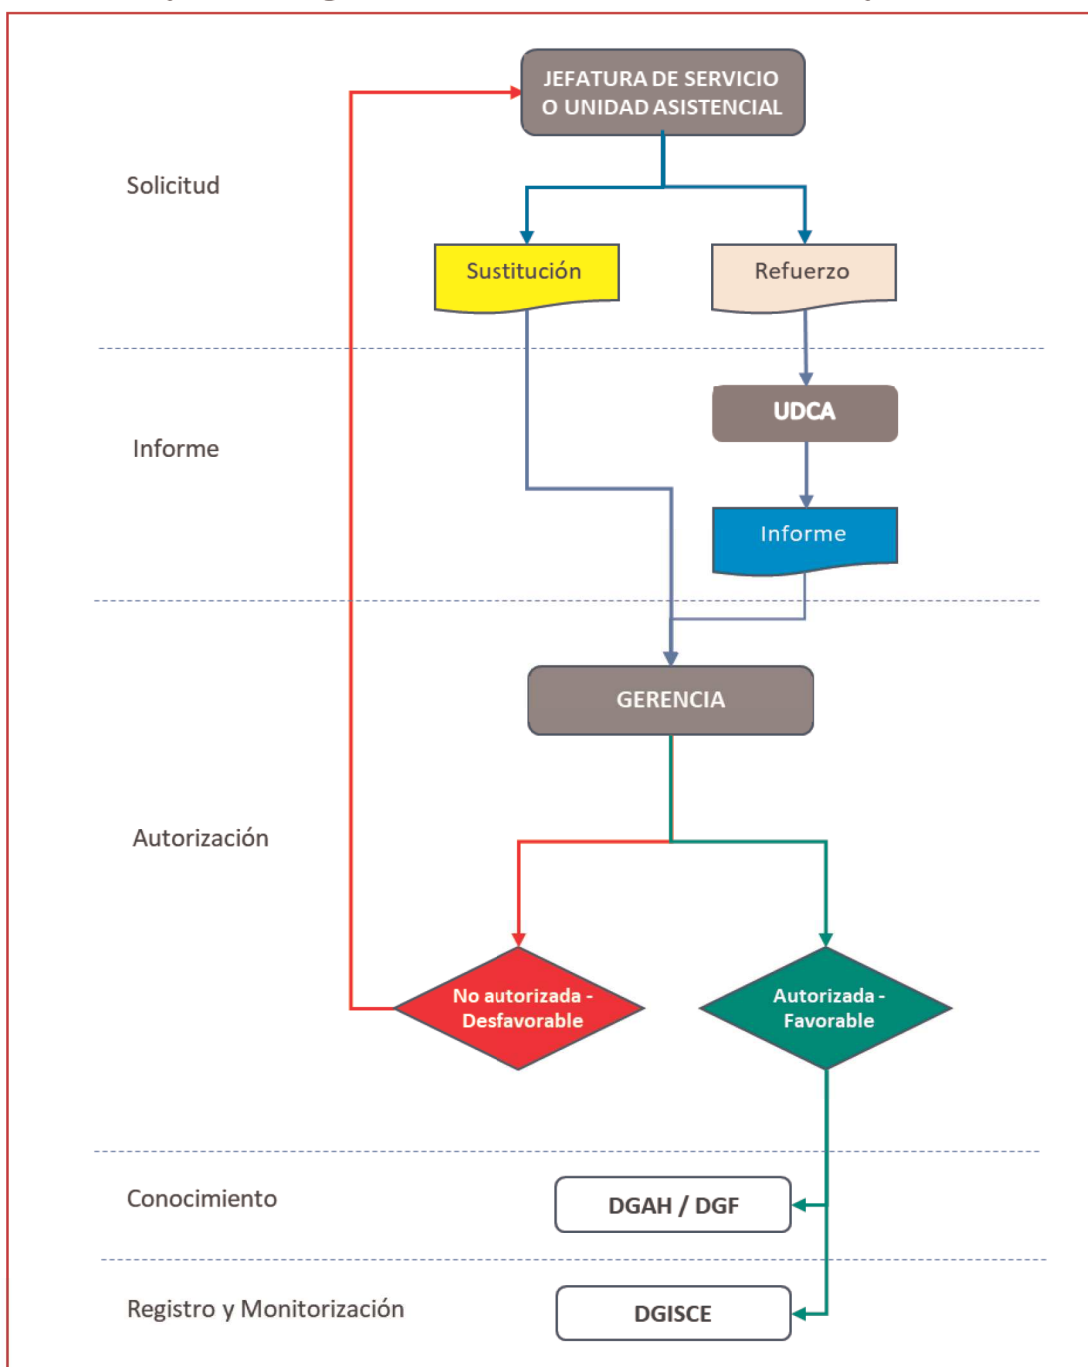 JEFATURA DE SERVICIO
O UNIDAD ASISTENCIAL
Solicitud
Sustitución
Refuerzo
UDCA
Informe
Informe
GERENCIA
Autorización
No autorizada -
Desfavorable
Autorizada -
Favorable
Conocimiento
DGAH / DGF
Registro y Monitorización
DGISCE